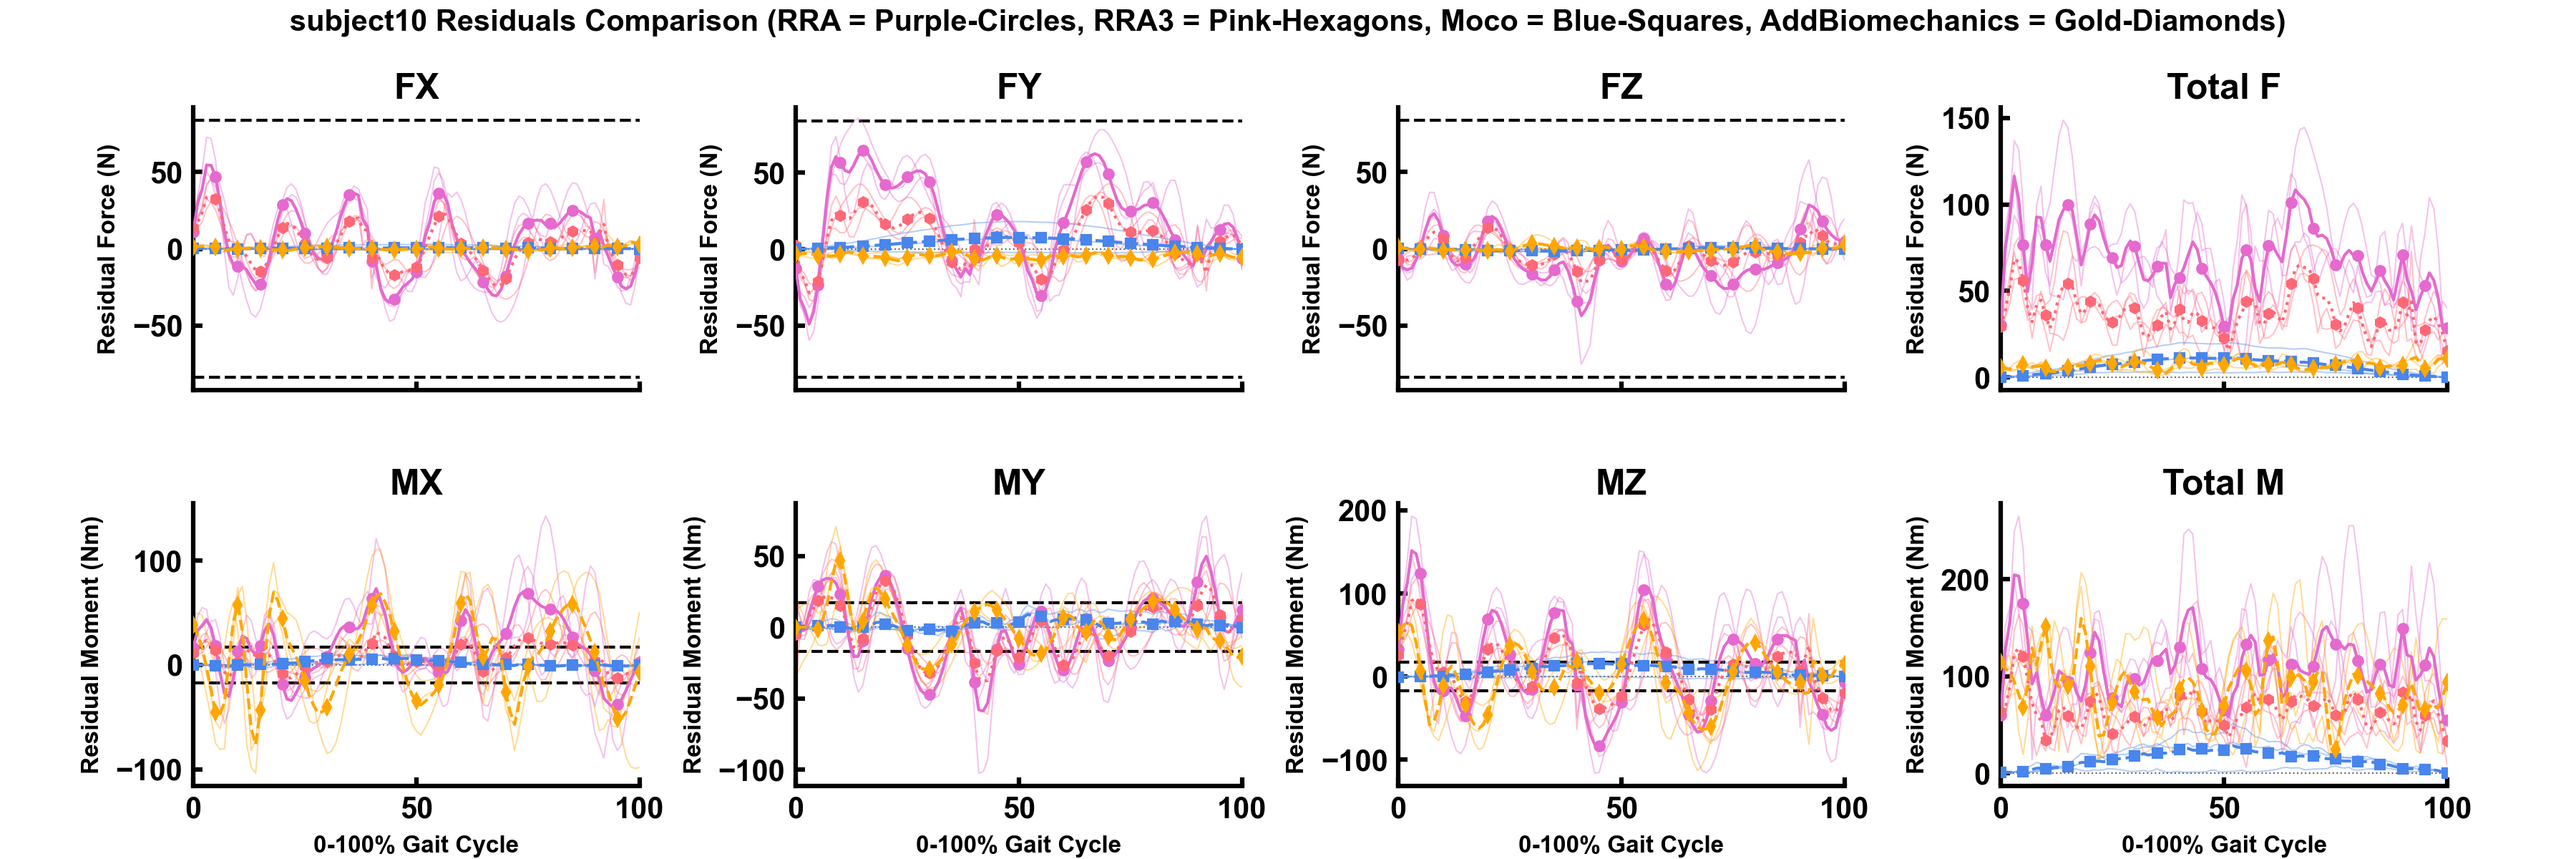 subject10 Residuals Comparison (RRA = Purple-Circles, RRA3 = Pink-Hexagons, Moco = Blue-Squares, AddBiomechanics = Gold-Diamonds)
FX
FY
FZ
Total F
Residual Force (N)
50
0
−50
Residual Force (N)
50
0
−50
Residual Force (N)
50
0
−50
Residual Force (N)
150
100
50
0
MX
MY
MZ
Total M
Residual Moment (Nm)
100
0
−100
Residual Moment (Nm)
50
0
−50
−100
Residual Moment (Nm)
200
100
0
−100
Residual Moment (Nm)
200
100
0
0 50 100
0 50 100
0 50 100
0 50 100
0-100% Gait Cycle
0-100% Gait Cycle
0-100% Gait Cycle
0-100% Gait Cycle